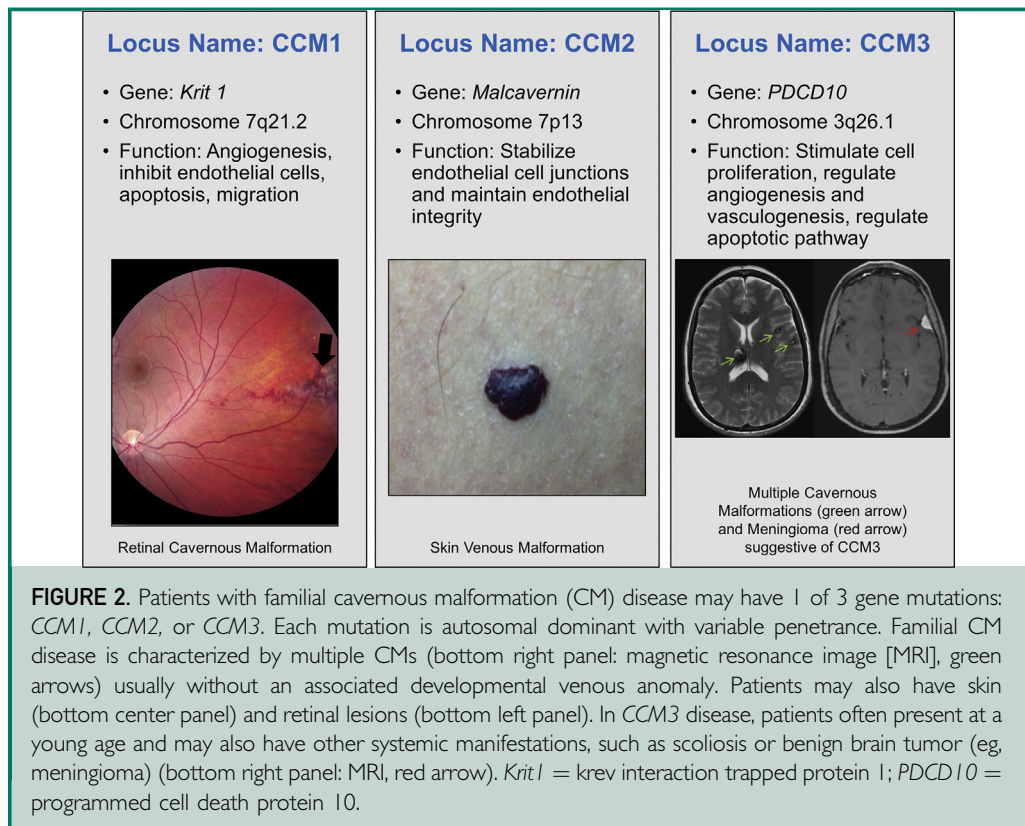 Locus Name: CCM1
• Gene: Krit 1
• Chromosome 7q21.2
• Function: Angiogenesis,
inhibit endothelial cells,
apoptosis, migration
Retinal Cavernous Malformation
Locus Name: CCM2
• Gene: Malcavernin
• Chromosome 7p13
• Function: Stabilize
endothelial cell junctions
and maintain endothelial
integrity
Skin Venous Malformation
Locus Name: CCM3
• Gene: PDCD10
• Chromosome 3q26.1
• Function: Stimulate cell
proliferation, regulate
angiogenesis and
vasculogenesis, regulate
apoptotic pathway
Multiple Cavernous
Malformations (green arrow)
and Meningioma (red arrow)
suggestive of CCM3
FIGURE 2. Patients with familial cavernous malformation (CM) disease may have 1 of 3 gene mutations:
CCM1, CCM2, or CCM3. Each mutation is autosomal dominant with variable penetrance. Familial CM
disease is characterized by multiple CMs (bottom right panel: magnetic resonance image [MRI], green
arrows) usually without an associated developmental venous anomaly. Patients may also have skin
(bottom center panel) and retinal lesions (bottom left panel). In CCM3 disease, patients often present at a
young age and may also have other systemic manifestations, such as scoliosis or benign brain tumor (eg,
meningioma) (bottom right panel: MRI, red arrow). Krit1 = krev interaction trapped protein 1; PDCD10 =
programmed cell death protein 10.